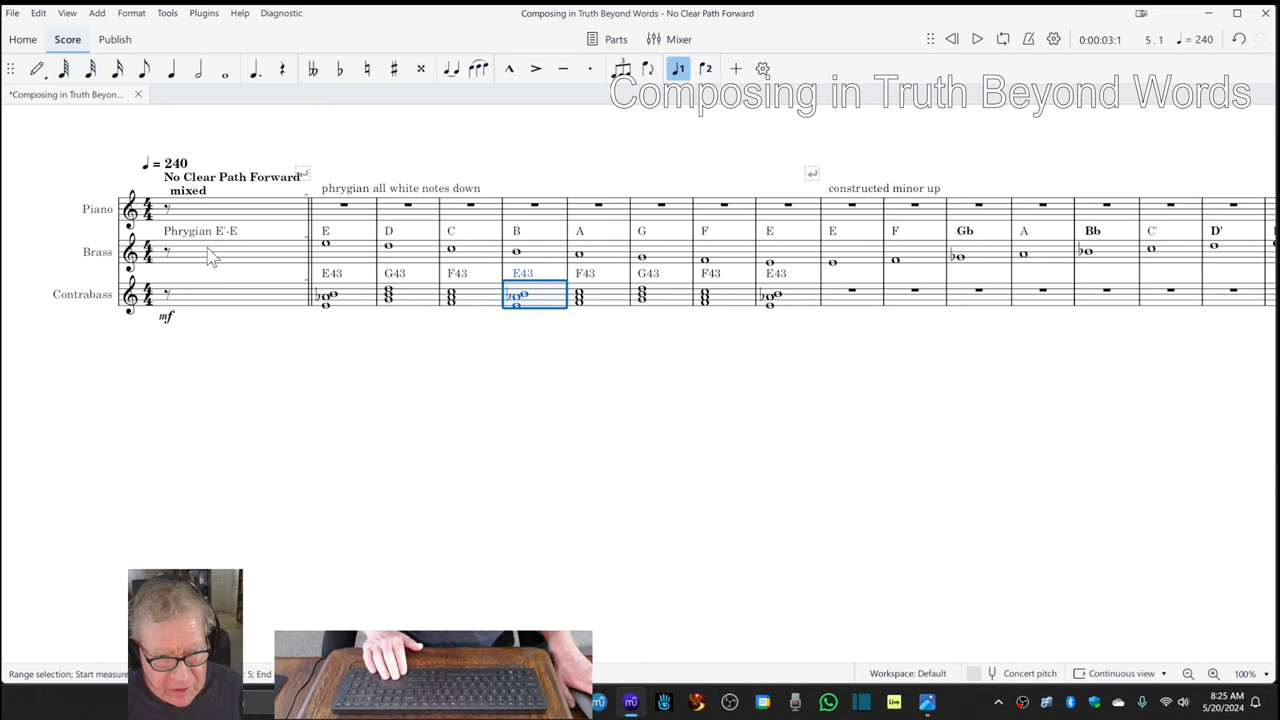 File Edit View Add Format Tools Plugins Help Diagnostic
Composing in Truth Beyond Words - No Clear Path Forward
Home Score Publish
Parts Mixer
0:00:03:1 5 . 1 = 240
1 2
*Composing in Truth Beyon...
Composing in Truth Beyond Words
= 240
No Clear Path Forward
mixed
phrygian all white notes down
constructed minor up
Piano
Phrygian E'-E
E D C B A G F E E F Gb A Bb C' D'
Brass
E43 G43 F43 E43 F43 G43 F43 E43
Contrabass
mf
Range selection; Start measure
: 5; End
Workspace: Default
Concert pitch
Continuous view
100%
Live
8:25 AM
5/20/2024